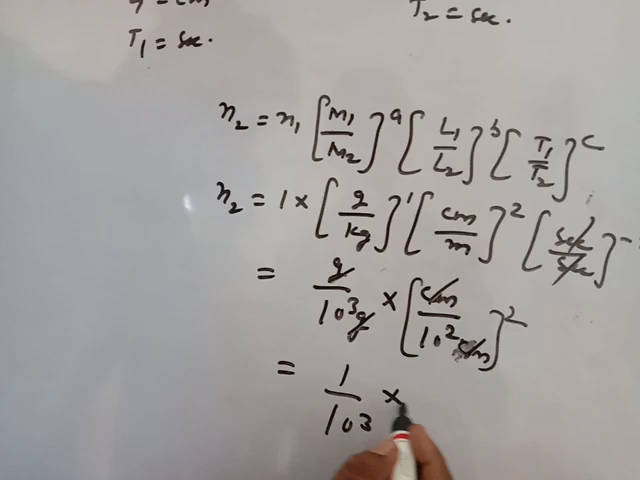 = cm
T₂ = sec.
T₁ = sec.
n₂ = n₁ [M₁/M₂]^a [L₁/L₂]^b [T₁/T₂]^c
n₂ = 1 × [g/kg]^1 [cm/m]^2 [sec/sec]^-
= g/10³g × [cm/10²cm]^2
= 1/10³ ×